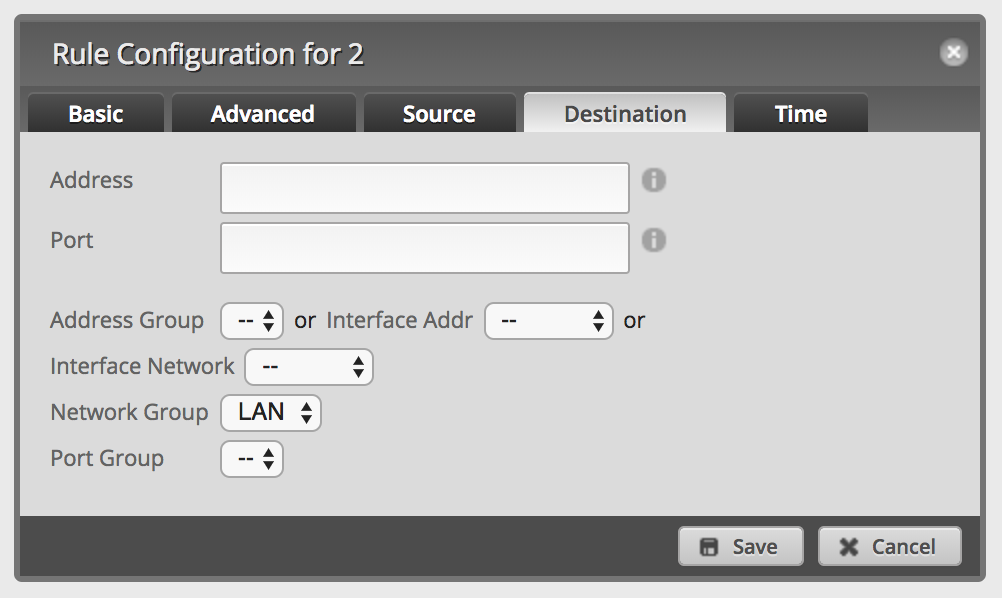 Rule Configuration for 2
Basic Advanced Source Destination Time
Address
Port
Address Group -- or Interface Addr -- or
Interface Network --
Network Group LAN
Port Group --
Save Cancel